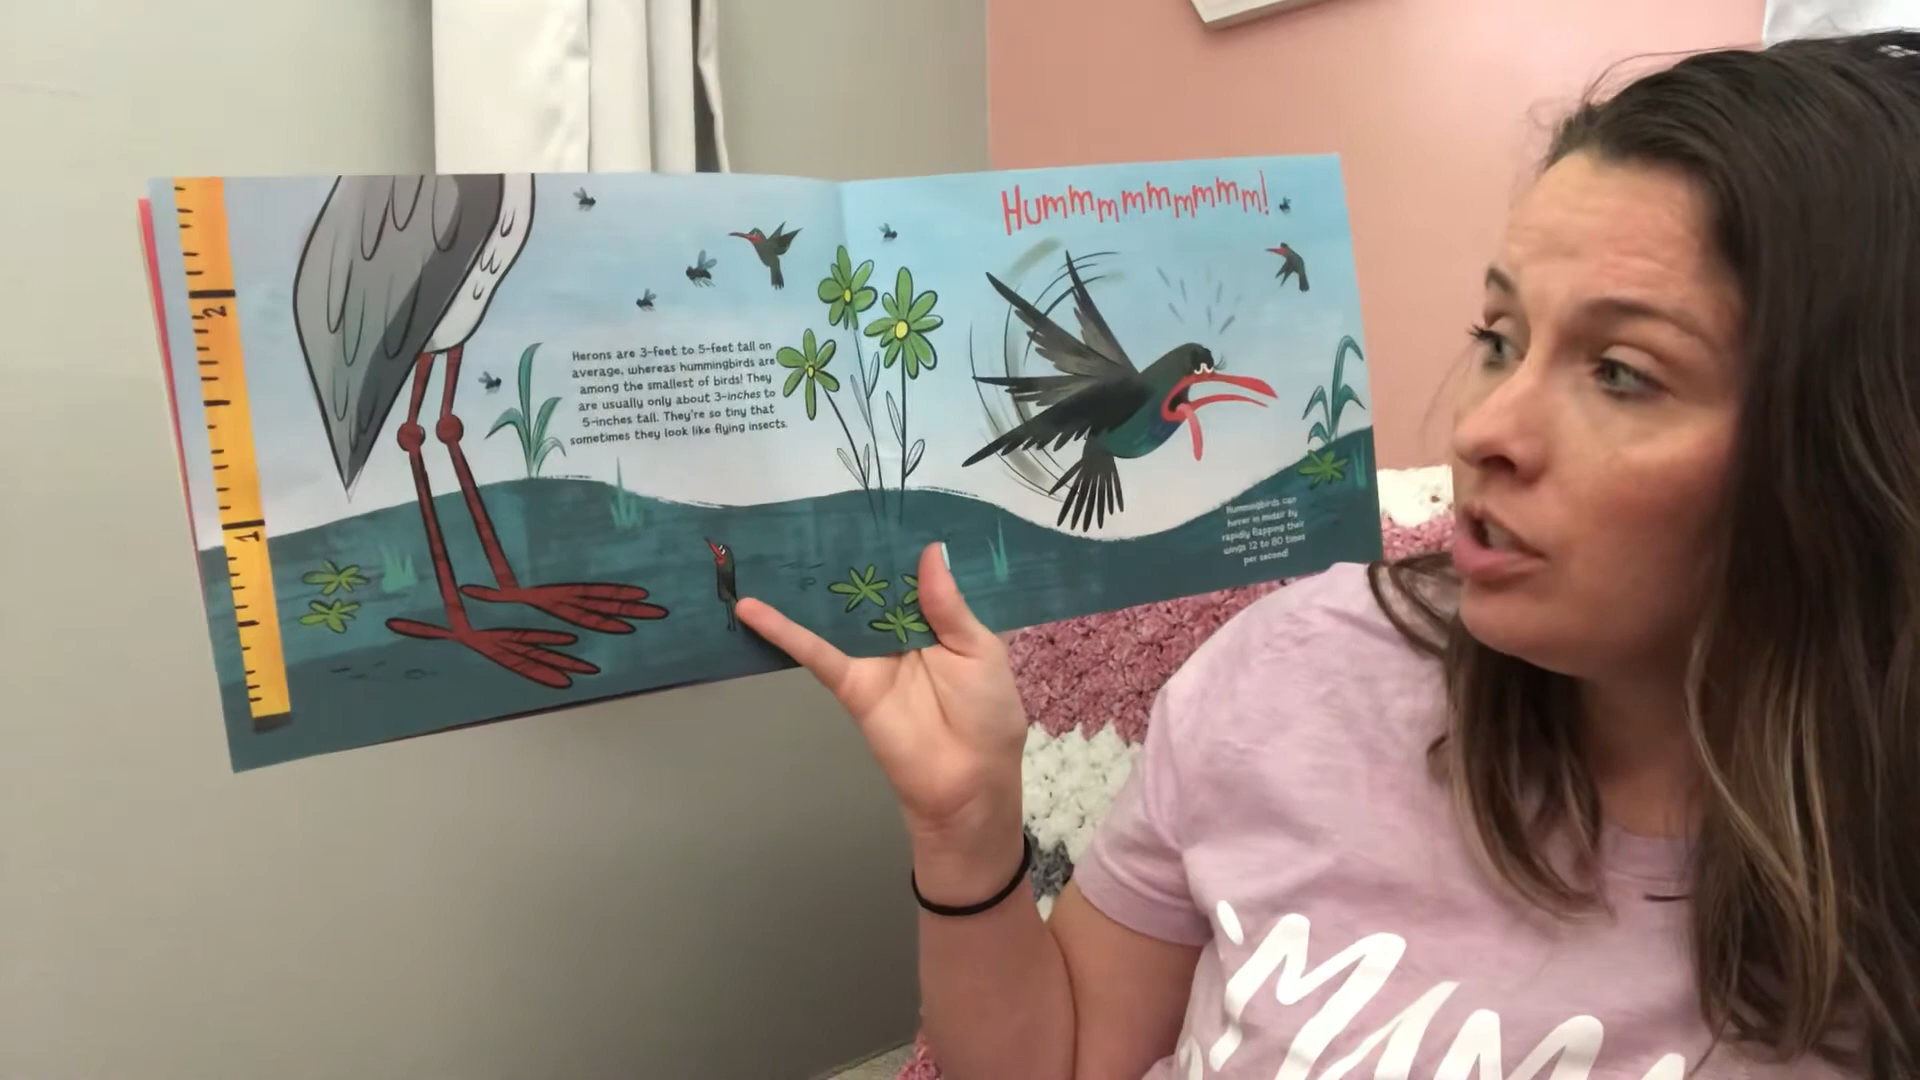 2
1
Herons are 3-feet to 5-feet tall on
average, whereas hummingbirds are
among the smallest of birds! They
are usually only about 3-inches to
5-inches tall. They're so tiny that
sometimes they look like flying insects.
Hummmmmmmm!
Hummingbirds can
hover in midair by
rapidly flapping their
wings 12 to 80 times
per second!